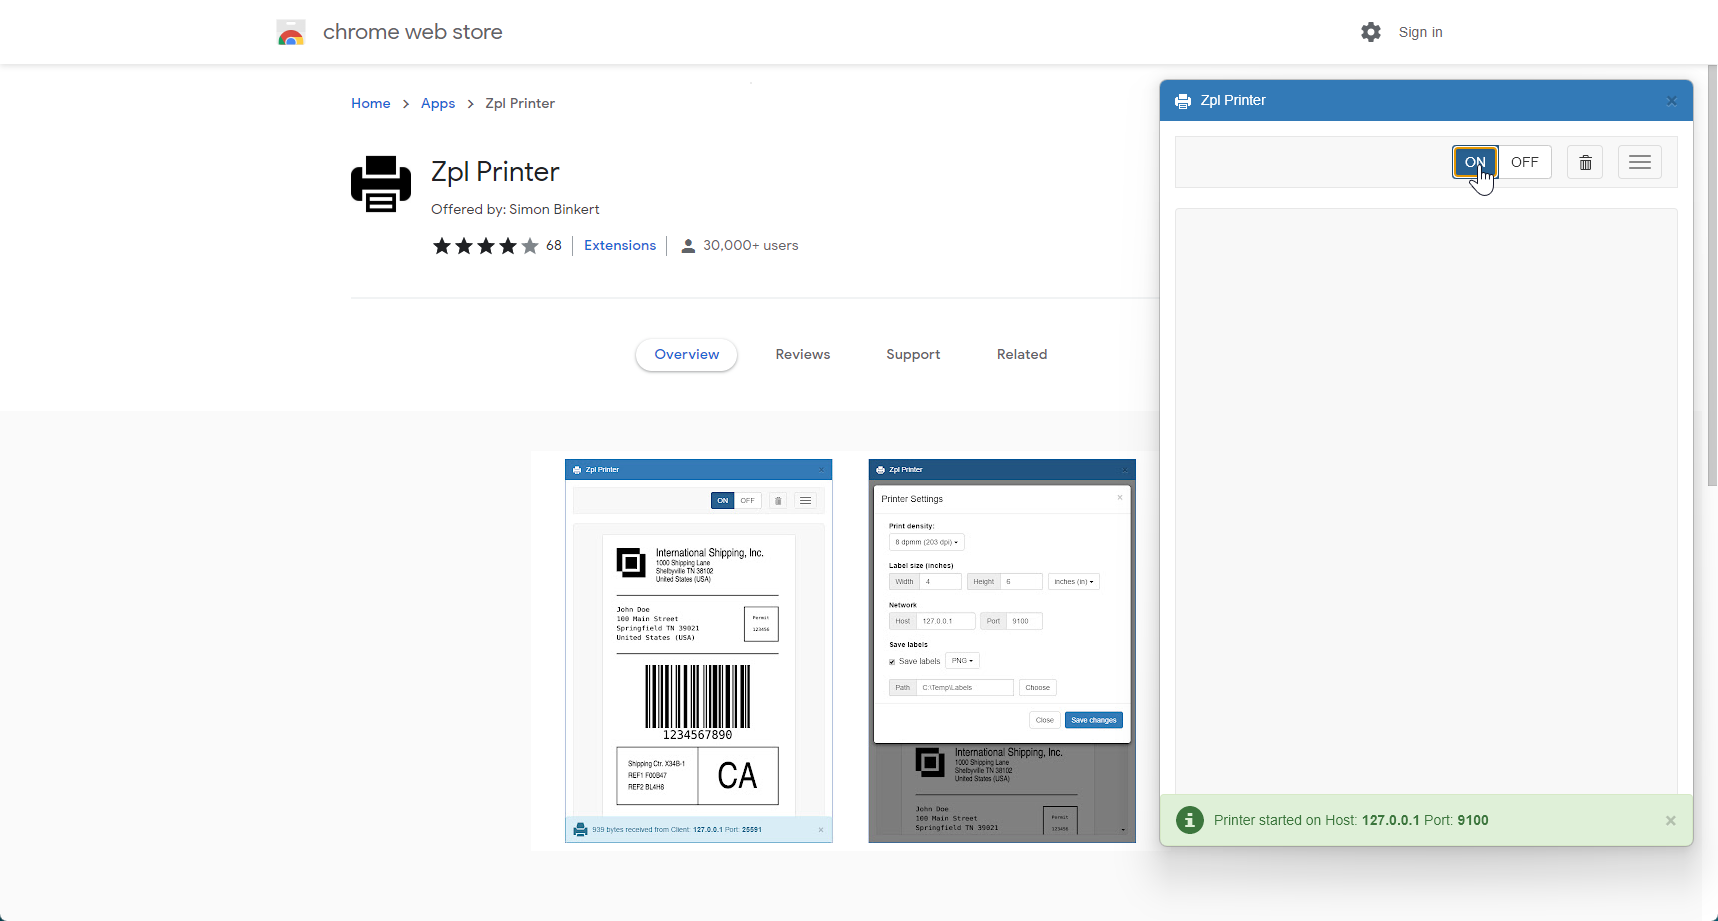 chrome web store
Sign in
Home > Apps > Zpl Printer
Zpl Printer
Offered by: Simon Binkert
68 Extensions 30,000+ users
Overview Reviews Support Related
Zpl Printer ×
ON OFF
International Shipping, Inc.
1000 Shipping Lane
Shelbyville TN 38102
United States (USA)
John Doe
100 Main Street
Springfield TN 39021
United States (USA)
Permit
123456
1234567890
Shipping Ctr. X34B-1
REF1 F00B47
REF2 BL4H8
CA
939 bytes received from Client: 127.0.0.1 Port: 25591 ×
Zpl Printer ×
Printer Settings ×
Print density:
8 dpmm (203 dpi)
Label size (inches)
Width 4 Height 6 inches (in)
Network
Host 127.0.0.1 Port 9100
Save labels
Save labels PNG
Path C:\Temp\Labels Choose
Close Save changes
International Shipping, Inc.
1000 Shipping Lane
Shelbyville TN 38102
United States (USA)
John Doe
100 Main Street
Springfield TN 39021
Permit
123456
Zpl Printer ×
ON OFF
Printer started on Host: 127.0.0.1 Port: 9100 ×